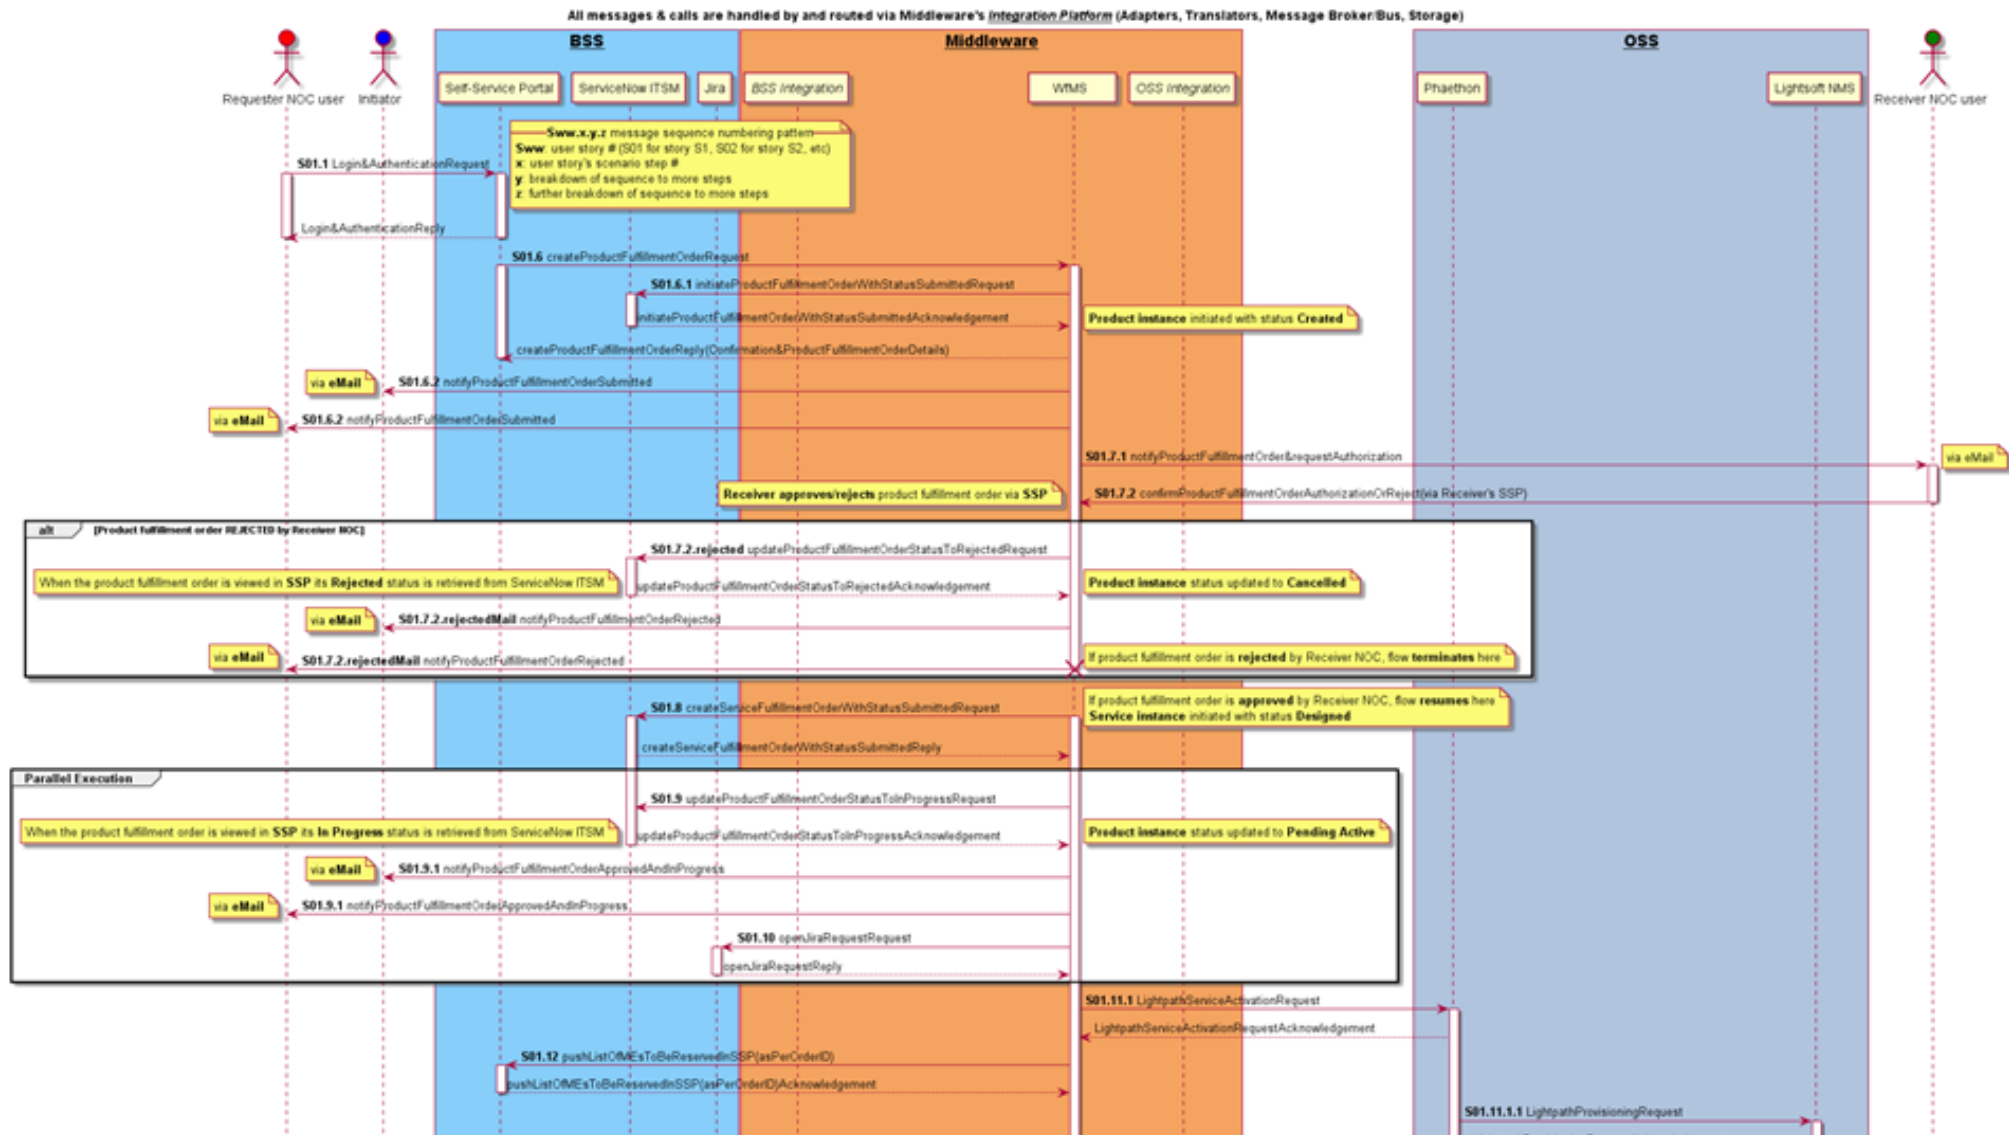 All messages & calls are handled by and routed via Middleware's Integration Platform (Adapters, Translators, Message Broker/Bus, Storage)
BSS
Middleware
OSS
Requester NOC user
Initiator
Self-Service Portal
ServiceNow ITSM
Jira
BSS Integration
WfMS
OSS Integration
Phaethon
Lightsoft NMS
Receiver NOC user
Sww.x.y.z message sequence numbering pattern
Sww: user story # (S01 for story S1, S02 for story S2, etc)
x: user story's scenario step #
y: breakdown of sequence to more steps
z: further breakdown of sequence to more steps
S01.1 Login&AuthenticationRequest
Login&AuthenticationReply
S01.6 createProductFulfillmentOrderRequest
S01.6.1 initiateProductFulfillmentOrderWithStatusSubmittedRequest
initiateProductFulfillmentOrderWithStatusSubmittedAcknowledgement
Product instance initiated with status Created
createProductFulfillmentOrderReply(Confirmation&ProductFulfillmentOrderDetails)
via eMail
S01.6.2 notifyProductFulfillmentOrderSubmitted
via eMail
S01.6.2 notifyProductFulfillmentOrderSubmitted
S01.7.1 notifyProductFulfillmentOrder&requestAuthorization
via eMail
Receiver approves/rejects product fulfillment order via SSP
S01.7.2 confirmProductFulfillmentOrderAuthorizationOrReject(via Receiver's SSP)
alt
[Product fulfillment order REJECTED by Receiver NOC]
S01.7.2.rejected updateProductFulfillmentOrderStatusToRejectedRequest
When the product fulfillment order is viewed in SSP its Rejected status is retrieved from ServiceNow ITSM
updateProductFulfillmentOrderStatusToRejectedAcknowledgement
Product instance status updated to Cancelled
via eMail
S01.7.2.rejectedMail notifyProductFulfillmentOrderRejected
via eMail
S01.7.2.rejectedMail notifyProductFulfillmentOrderRejected
If product fulfillment order is rejected by Receiver NOC, flow terminates here
S01.8 createServiceFulfillmentOrderWithStatusSubmittedRequest
If product fulfillment order is approved by Receiver NOC, flow resumes here
Service instance initiated with status Designed
createServiceFulfillmentOrderWithStatusSubmittedReply
Parallel Execution
S01.9 updateProductFulfillmentOrderStatusToInProgressRequest
When the product fulfillment order is viewed in SSP its In Progress status is retrieved from ServiceNow ITSM
updateProductFulfillmentOrderStatusToInProgressAcknowledgement
Product instance status updated to Pending Active
via eMail
S01.9.1 notifyProductFulfillmentOrderApprovedAndInProgress
via eMail
S01.9.1 notifyProductFulfillmentOrderApprovedAndInProgress
S01.10 openJiraRequestRequest
openJiraRequestReply
S01.11.1 LightpathServiceActivationRequest
LightpathServiceActivationRequestAcknowledgement
S01.12 pushListOfMEsToBeReservedInSSP(asPerOrderID)
pushListOfMEsToBeReservedInSSP(asPerOrderID)Acknowledgement
S01.11.1.1 LightpathProvisioningRequest